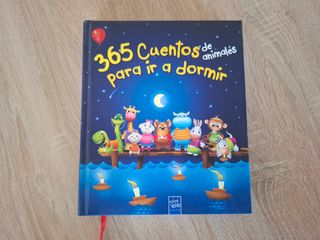 365 Cuentos de animales
para ir a dormir